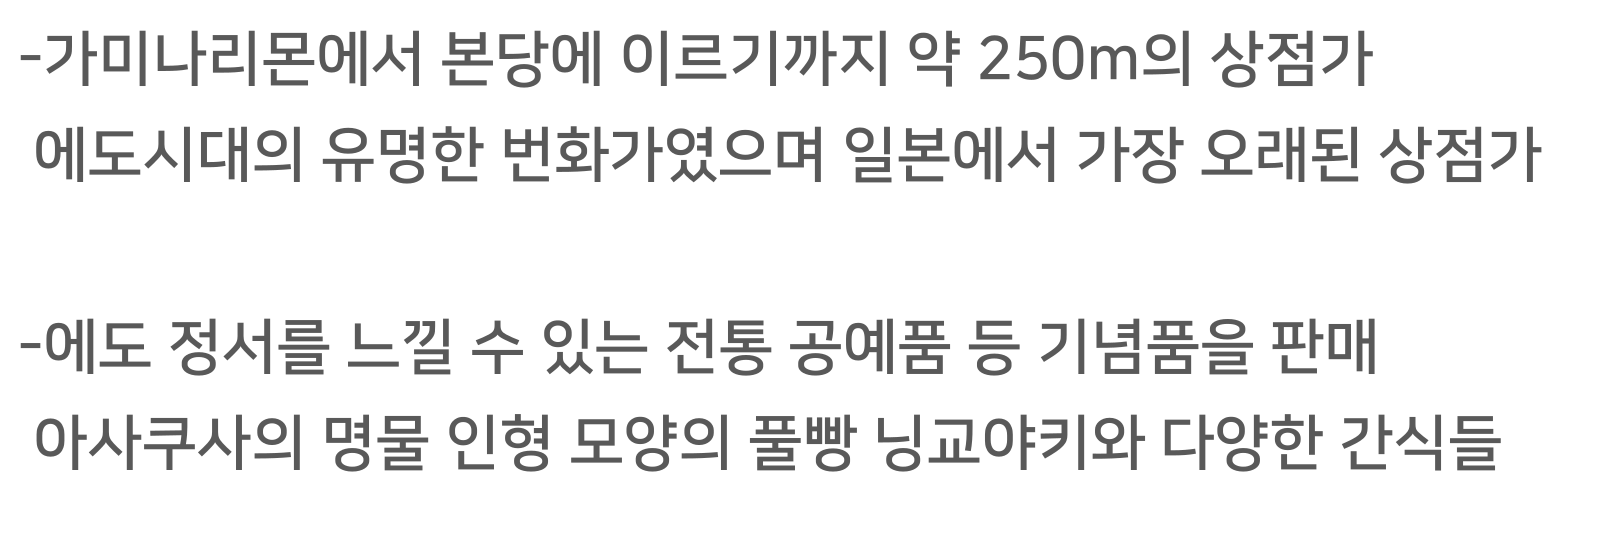 -가미나리몬에서 본당에 이르기까지 약 250m의 상점가
에도시대의 유명한 번화가였으며 일본에서 가장 오래된 상점가
-에도 정서를 느낄 수 있는 전통 공예품 등 기념품을 판매
아사쿠사의 명물 인형 모양의 풀빵 닝교야키와 다양한 간식들